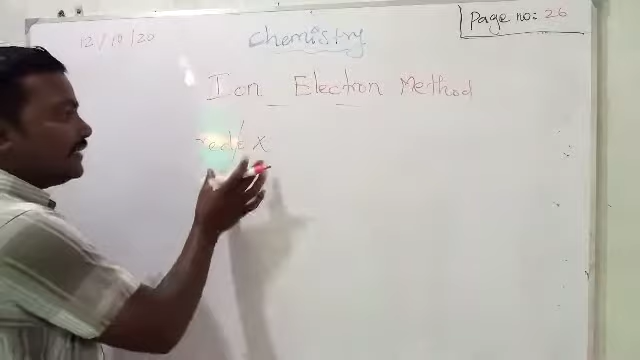 12/10/20
Chemistry
Page no: 26
Ion Electron Method
redox